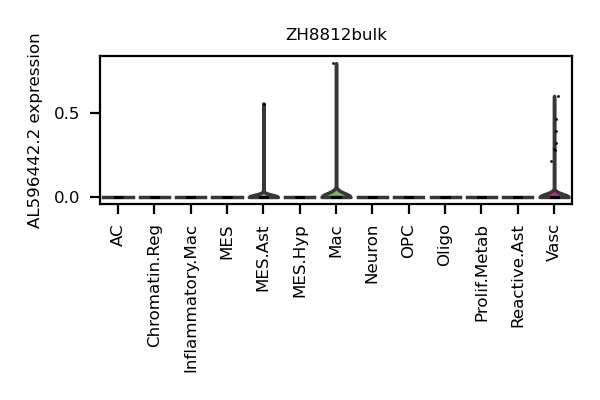 ZH8812bulk
AL596442.2 expression
0.5
0.0
AC
Chromatin.Reg
Inflammatory.Mac
MES
MES.Ast
MES.Hyp
Mac
Neuron
OPC
Oligo
Prolif.Metab
Reactive.Ast
Vasc